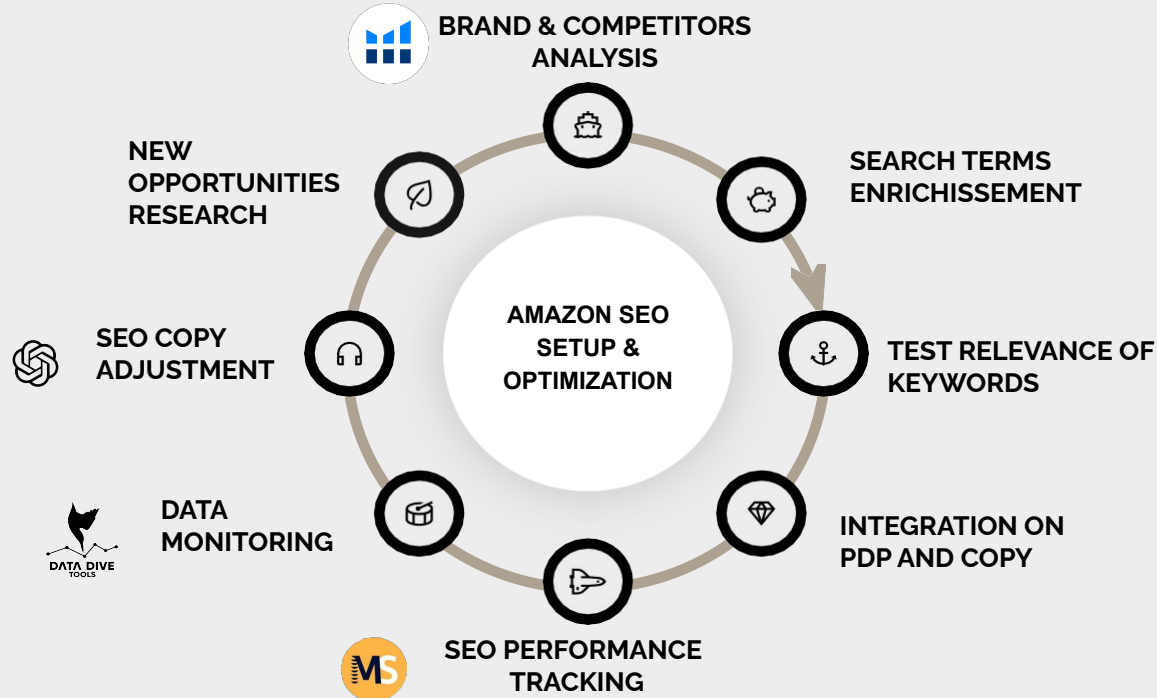 BRAND & COMPETITORS
ANALYSIS
SEARCH TERMS
ENRICHISSEMENT
TEST RELEVANCE OF
KEYWORDS
INTEGRATION ON
PDP AND COPY
SEO PERFORMANCE
TRACKING
MS
DATA
MONITORING
DATA DIVE
TOOLS
SEO COPY
ADJUSTMENT
NEW
OPPORTUNITIES
RESEARCH
AMAZON SEO
SETUP &
OPTIMIZATION